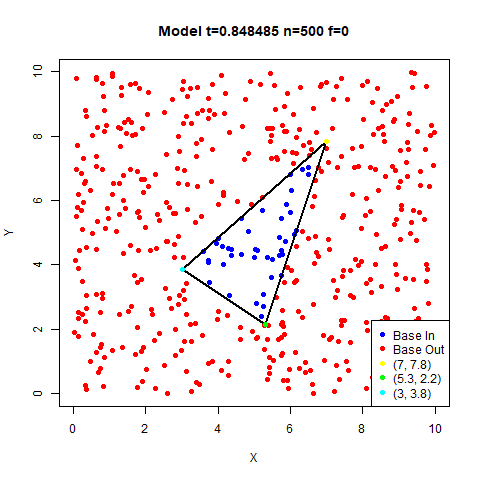 Model t=0.848485 n=500 f=0
10
8
6
4
2
0
Y
0 2 4 6 8 10
X
Base In
Base Out
(7, 7.8)
(5.3, 2.2)
(3, 3.8)